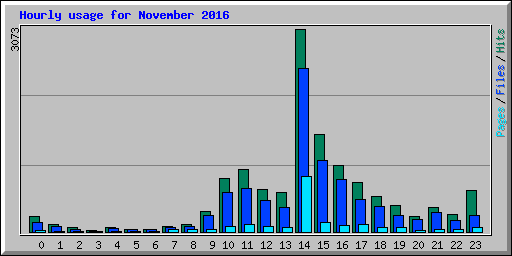 Hourly usage for November 2016
3073
Pages/Files/Hits
0 1 2 3 4 5 6 7 8 9 10 11 12 13 14 15 16 17 18 19 20 21 22 23